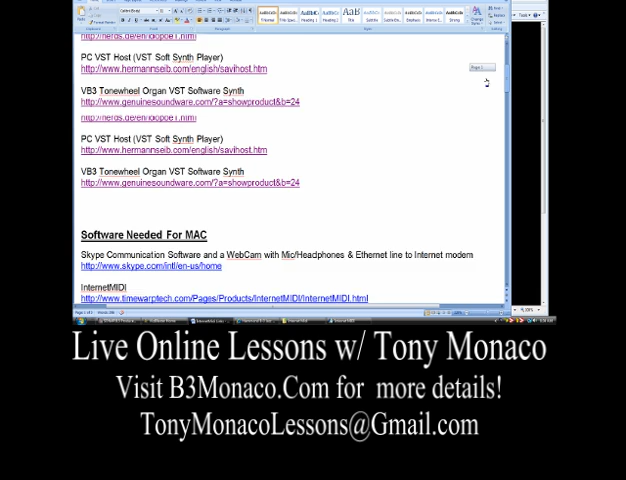 PC VST Host (VST Soft Synth Player)
http://www.hermannseib.com/english/savihost.htm
VB3 Tonewheel Organ VST Software Synth
http://www.genuinesoundware.com/?a=showproduct&b=24
PC VST Host (VST Soft Synth Player)
http://www.hermannseib.com/english/savihost.htm
VB3 Tonewheel Organ VST Software Synth
http://www.genuinesoundware.com/?a=showproduct&b=24
Software Needed For MAC
Skype Communication Software and a WebCam with Mic/Headphones & Ethernet line to Internet modem
http://www.skype.com/intl/en-us/home
InternetMIDI
http://www.timewarptech.com/Pages/Products/InternetMIDI/InternetMIDI.html
Live Online Lessons w/ Tony Monaco
Visit B3Monaco.Com for more details!
TonyMonacoLessons@Gmail.com